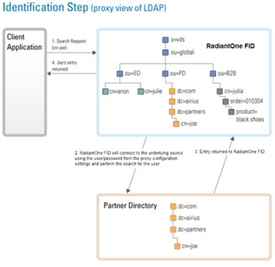 Identification Step (proxy view of LDAP)
Client
Application
1. Search Request
(cn=joe)
4. Joe's entry
returned
RadiantOne FID
o=vds
ou=global
ou=ED
ou=PD
ou=B2B
cn=anon
cn=julie
dc=com
dc=airius
dc=partners
cn=joe
cn=julia
order=010304
product=
black shoes
2. RadiantOne FID will connect to the underlying source
using the user/password from the proxy configuration
settings and perform the search for the user
3. Entry returned to RadiantOne FID
Partner Directory
dc=com
dc=airius
dc=partners
cn=joe